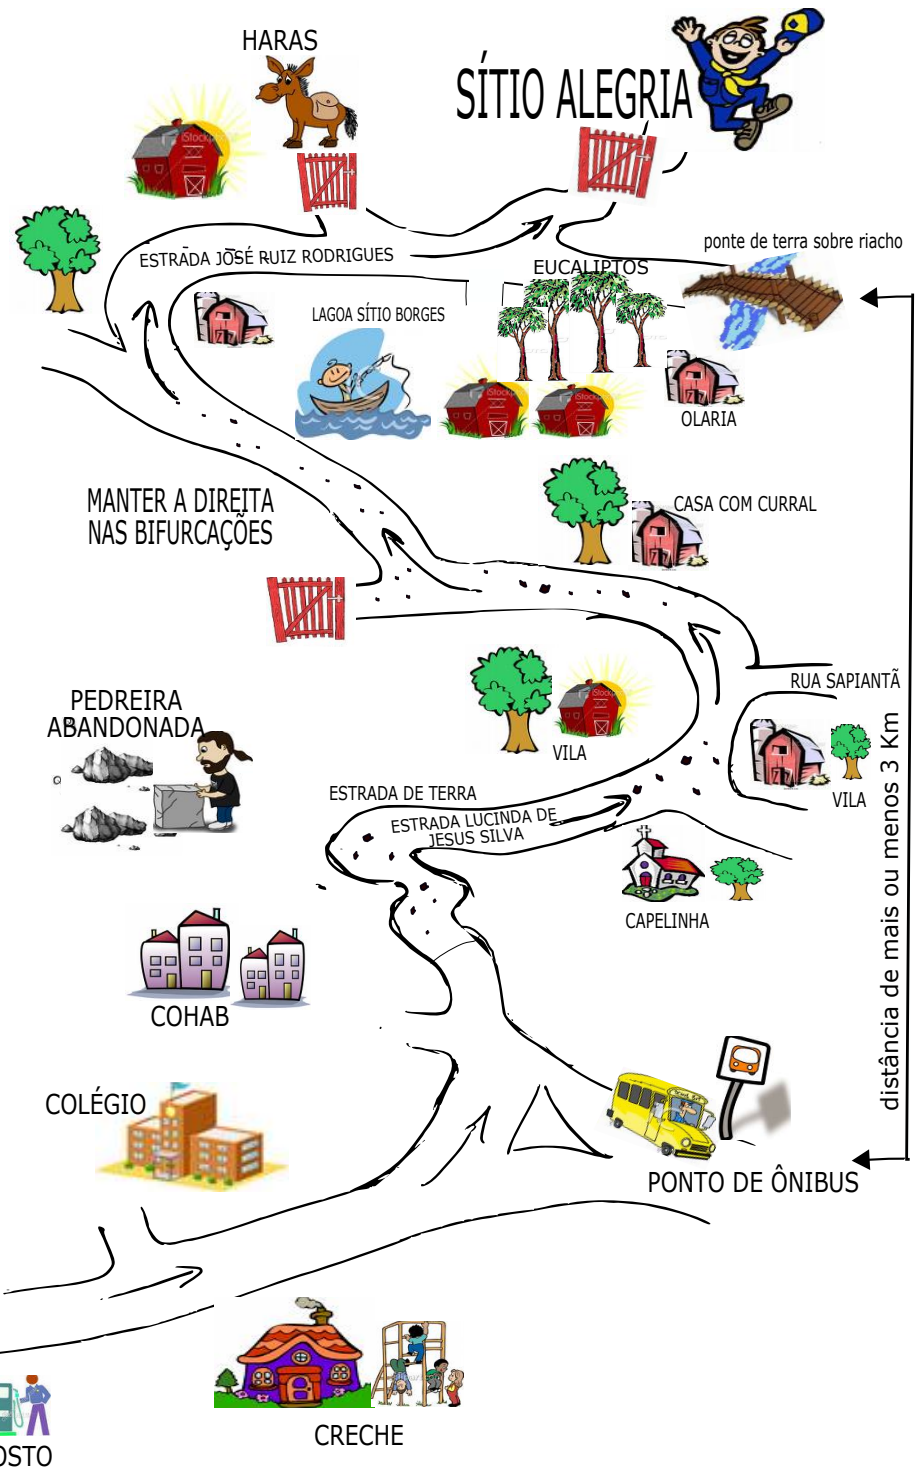 HARAS
SÍTIO ALEGRIA
ESTRADA JOSÉ RUIZ RODRIGUES
ponte de terra sobre riacho
EUCALIPTOS
LAGOA SÍTIO BORGES
OLARIA
MANTER A DIREITA
NAS BIFURCAÇÕES
CASA COM CURRAL
RUA SAPIANTÃ
PEDREIRA
ABANDONADA
VILA
VILA
distância de mais ou menos 3 Km
ESTRADA DE TERRA
ESTRADA LUCINDA DE
JESUS SILVA
CAPELINHA
COHAB
COLÉGIO
PONTO DE ÔNIBUS
CRECHE
OSTO